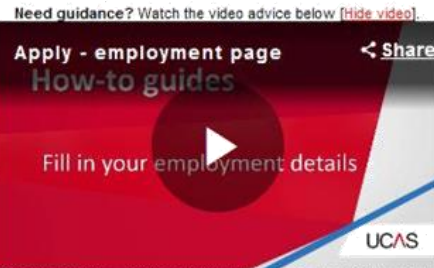 Need guidance? Watch the video advice below [Hide video].
Apply - employment page
Share
How-to guides
Fill in your employment details
UCAS